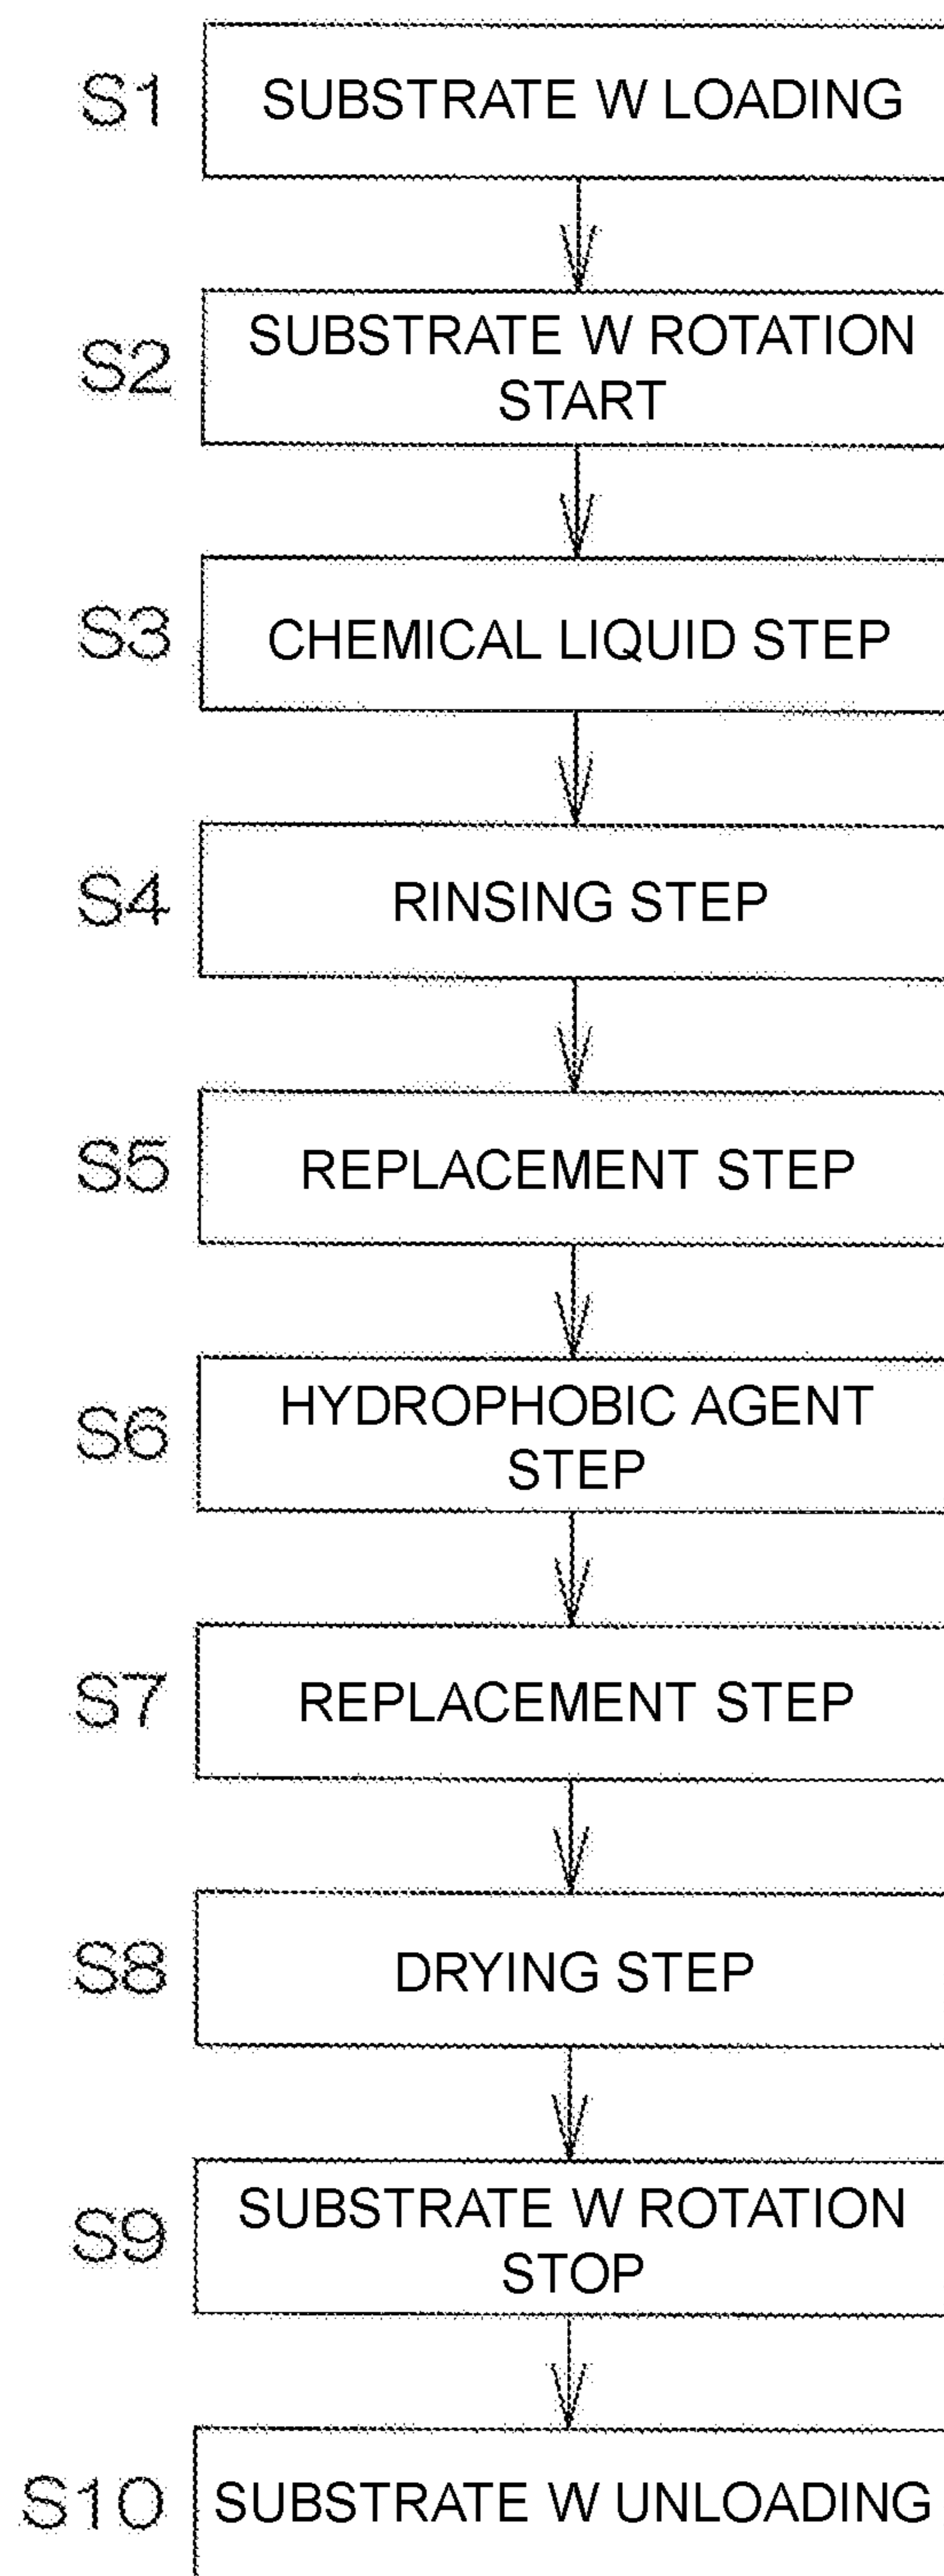 S1 SUBSTRATE W LOADING
S2 SUBSTRATE W ROTATION
START
S3 CHEMICAL LIQUID STEP
S4 RINSING STEP
S5 REPLACEMENT STEP
S6 HYDROPHOBIC AGENT
STEP
S7 REPLACEMENT STEP
S8 DRYING STEP
S9 SUBSTRATE W ROTATION
STOP
S10 SUBSTRATE W UNLOADING